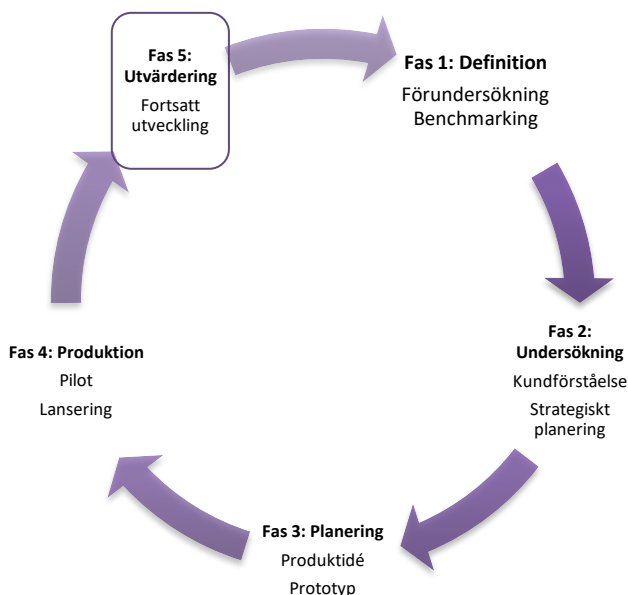 Fas 5:
Utvärdering
Fortsatt
utveckling
Fas 1: Definition
Förundersökning
Benchmarking
Fas 2:
Undersökning
Kundförståelse
Strategiskt
planering
Fas 3: Planering
Produktidé
Prototyp
Fas 4: Produktion
Pilot
Lansering